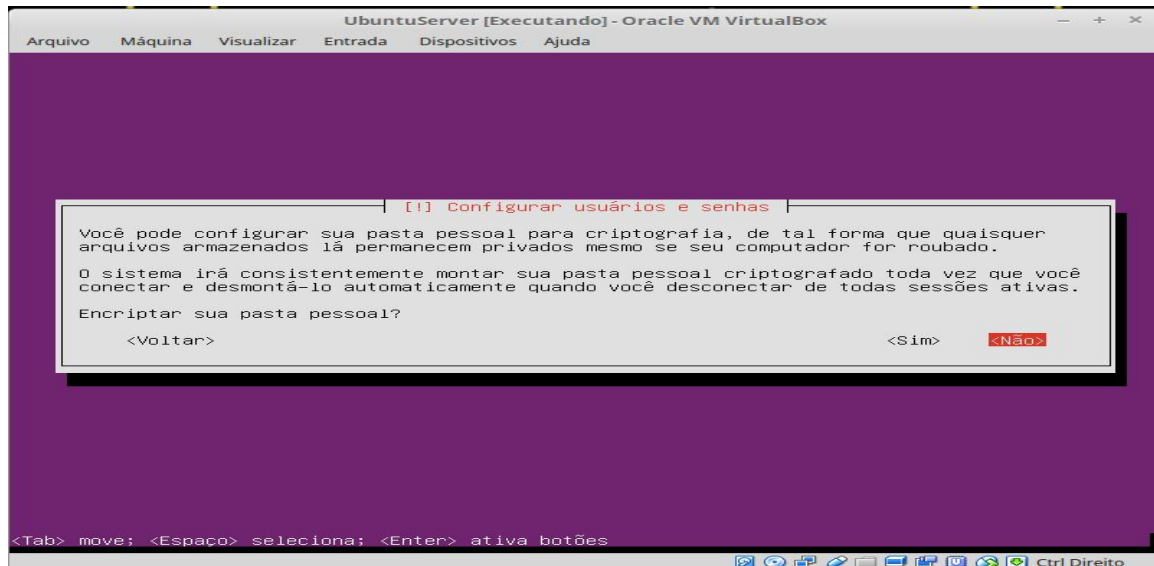 UbuntuServer [Executando] - Oracle VM VirtualBox
Arquivo Máquina Visualizar Entrada Dispositivos Ajuda
[!] Configurar usuários e senhas
Você pode configurar sua pasta pessoal para criptografia, de tal forma que quaisquer
arquivos armazenados lá permanecem privados mesmo se seu computador for roubado.
O sistema irá consistentemente montar sua pasta pessoal criptografado toda vez que você
conectar e desmontá-lo automaticamente quando você desconectar de todas sessões ativas.
Encriptar sua pasta pessoal?
<Voltar> <Sim> <Não>
<Tab> move; <Espaço> seleciona; <Enter> ativa botões
Ctrl Direito